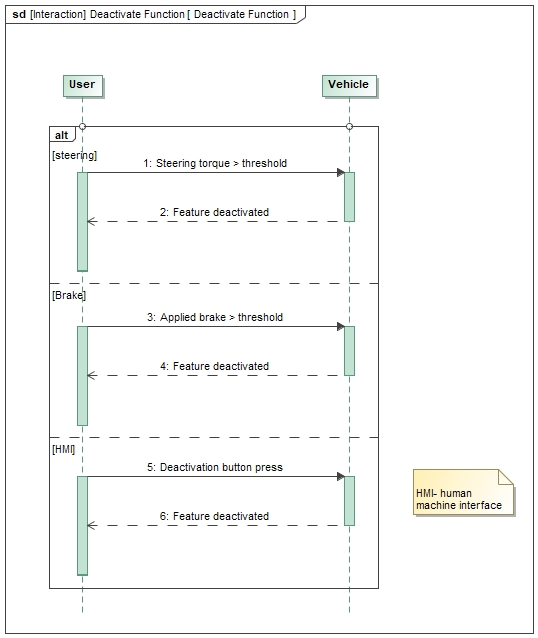 sd [Interaction] Deactivate Function [ Deactivate Function ]
User
Vehicle
alt
[steering]
1: Steering torque > threshold
2: Feature deactivated
[Brake]
3: Applied brake > threshold
4: Feature deactivated
[HMI]
5: Deactivation button press
6: Feature deactivated
HMI- human
machine interface